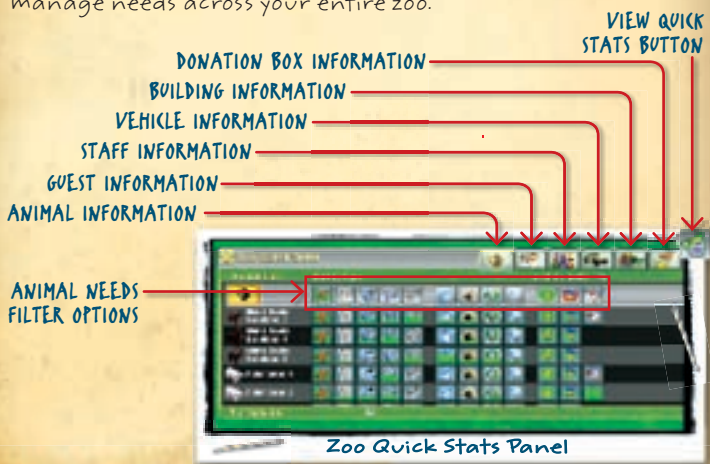 manage needs across your entire zoo.
VIEW QUICK
STATS BUTTON
DONATION BOX INFORMATION
BUILDING INFORMATION
VEHICLE INFORMATION
STAFF INFORMATION
GUEST INFORMATION
ANIMAL INFORMATION
ANIMAL NEEDS
FILTER OPTIONS
Zoo Quick Stats Panel